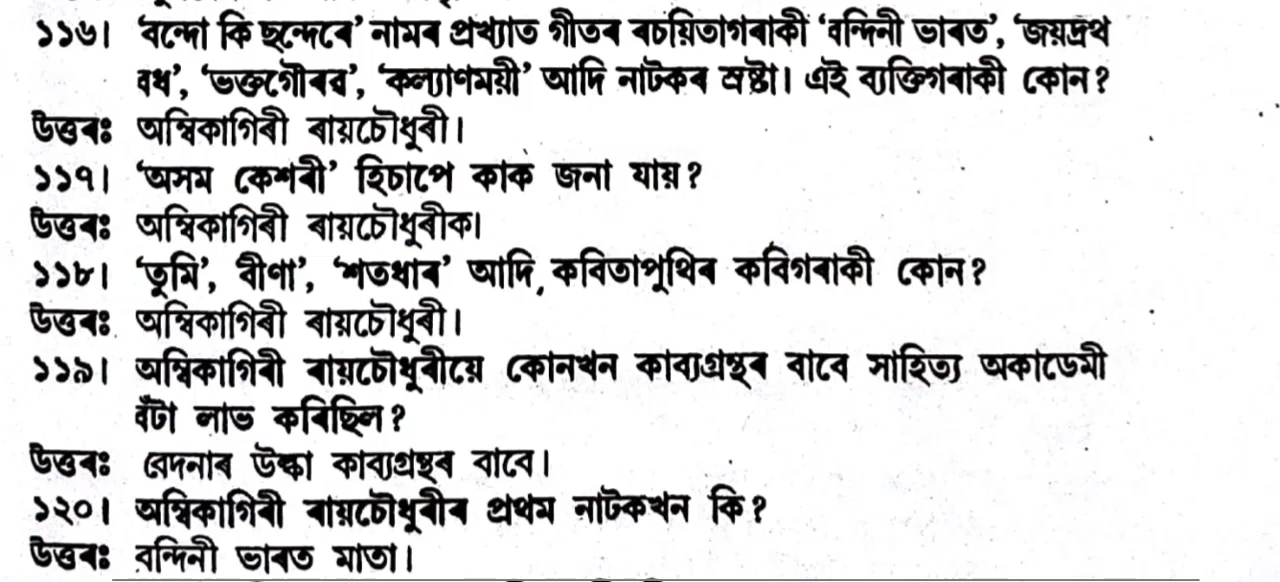 ১১৬। ‘বন্দো কি ছন্দেৰে’ নামৰ প্ৰখ্যাত গীতৰ ৰচয়িতাগৰাকী ‘বন্দিনী ভাৰত’, ‘জয়দ্ৰথ
বধ’, ‘ভক্তগৌৰৱ’, ‘কল্যাণময়ী’ আদি নাটকৰ স্ৰষ্টা। এই ব্যক্তিগৰাকী কোন?
উত্তৰঃ অম্বিকাগিৰী ৰায়চৌধুৰী।
১১৭। ‘অসম কেশৰী’ হিচাপে কাক জনা যায়?
উত্তৰঃ অম্বিকাগিৰী ৰায়চৌধুৰীক।
১১৮। ‘তুমি’, বীণা’, ‘শতধাৰ’ আদি, কবিতাপুথিৰ কবিগৰাকী কোন?
উত্তৰঃ অম্বিকাগিৰী ৰায়চৌধুৰী।
১১৯। অম্বিকাগিৰী ৰায়চৌধুৰীয়ে কোনখন কাব্যগ্ৰন্থৰ বাবে সাহিত্য অকাডেমী
বঁটা লাভ কৰিছিল?
উত্তৰঃ বেদনাৰ উল্কা কাব্যগ্ৰন্থৰ বাবে।
১২০। অম্বিকাগিৰী ৰায়চৌধুৰীৰ প্ৰথম নাটকখন কি?
উত্তৰঃ বন্দিনী ভাৰত মাতা।